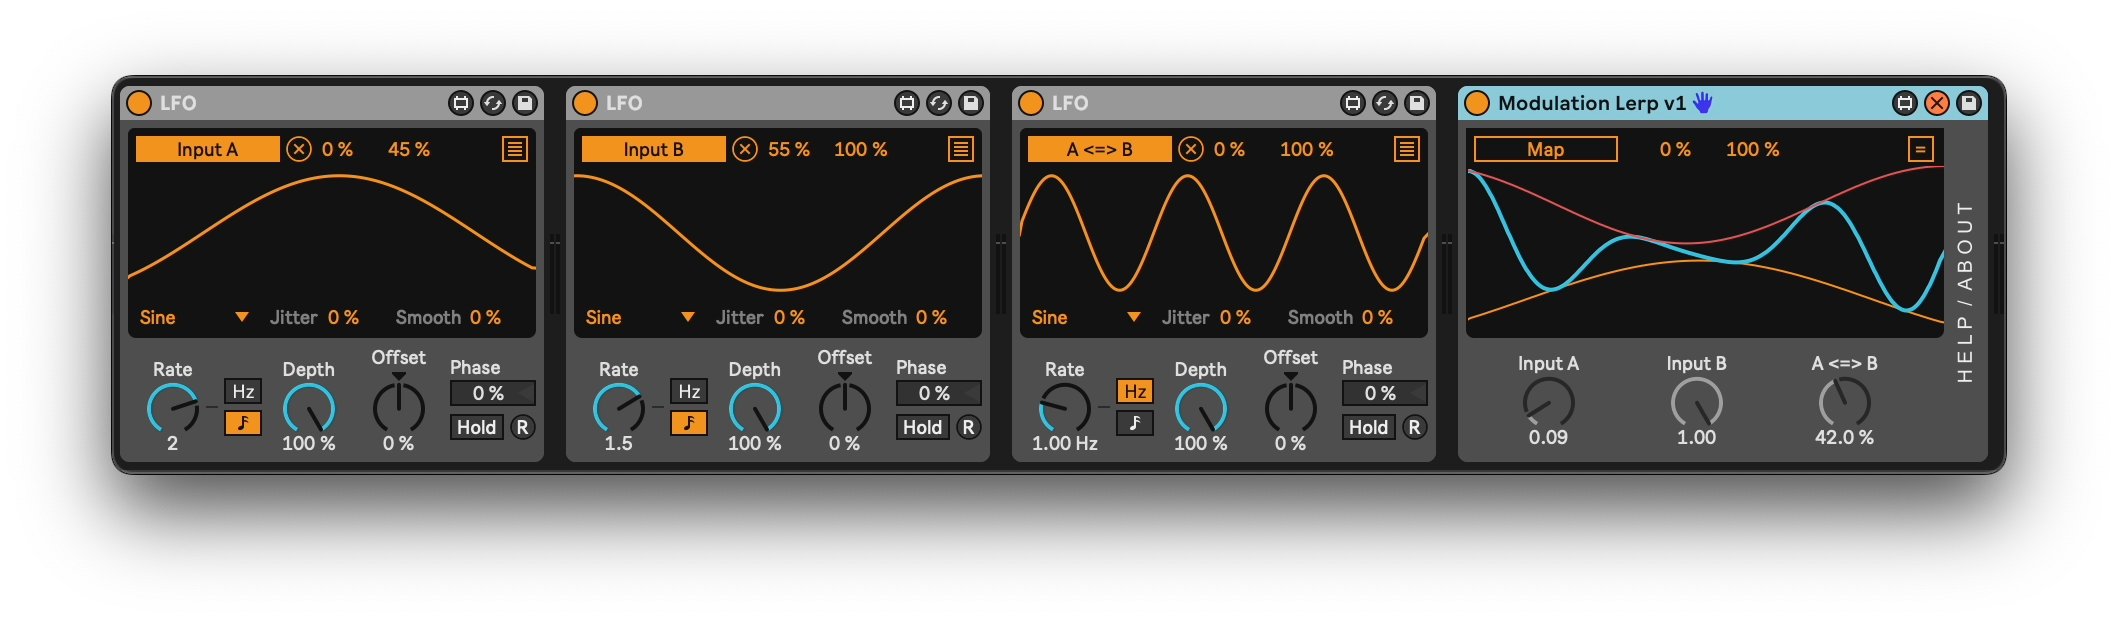 LFO
Input A 0 % 45 %
Sine Jitter 0 % Smooth 0 %
Rate Hz Depth Offset Phase
0 %
Hold R
2 100 % 0 %
LFO
Input B 55 % 100 %
Sine Jitter 0 % Smooth 0 %
Rate Hz Depth Offset Phase
0 %
Hold R
1.5 100 % 0 %
LFO
A <=> B 0 % 100 %
Sine Jitter 0 % Smooth 0 %
Rate Hz Depth Offset Phase
0 %
Hold R
1.00 Hz 100 % 0 %
Modulation Lerp v1
Map 0 % 100 % =
Input A Input B A <=> B
0.09 1.00 42.0 %
HELP / ABOUT